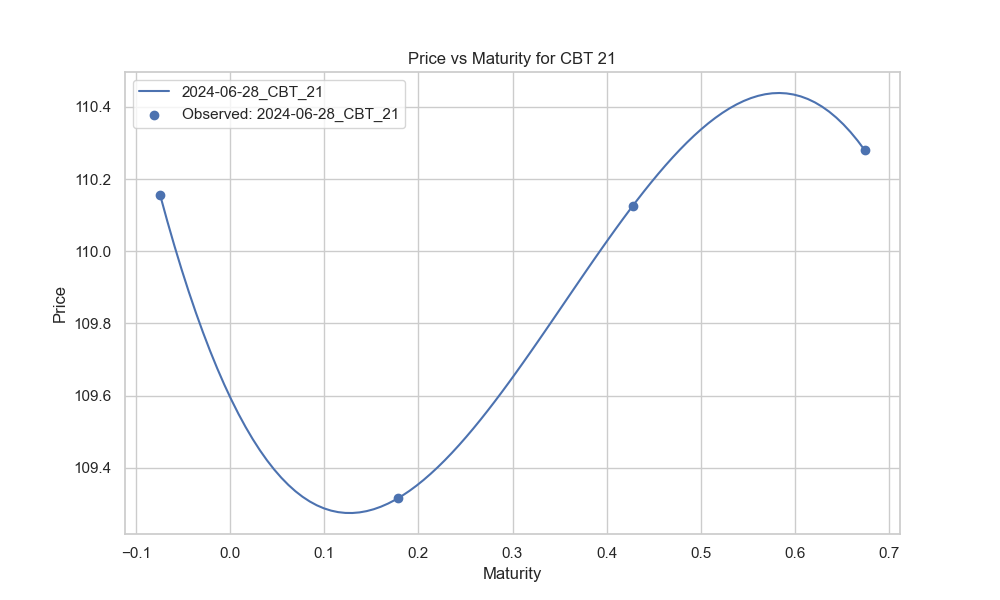 Price vs Maturity for CBT 21
2024-06-28_CBT_21
Observed: 2024-06-28_CBT_21
110.4
110.2
110.0
109.8
109.6
109.4
Price
−0.1 0.0 0.1 0.2 0.3 0.4 0.5 0.6 0.7
Maturity